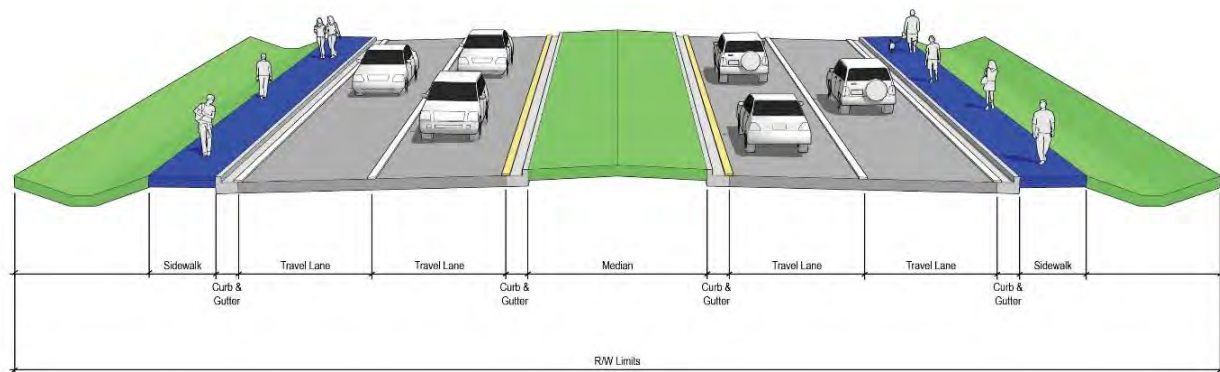 Sidewalk
Travel Lane
Travel Lane
Median
Travel Lane
Travel Lane
Sidewalk
Curb &
Gutter
Curb &
Gutter
Curb &
Gutter
Curb &
Gutter
R/W Limits